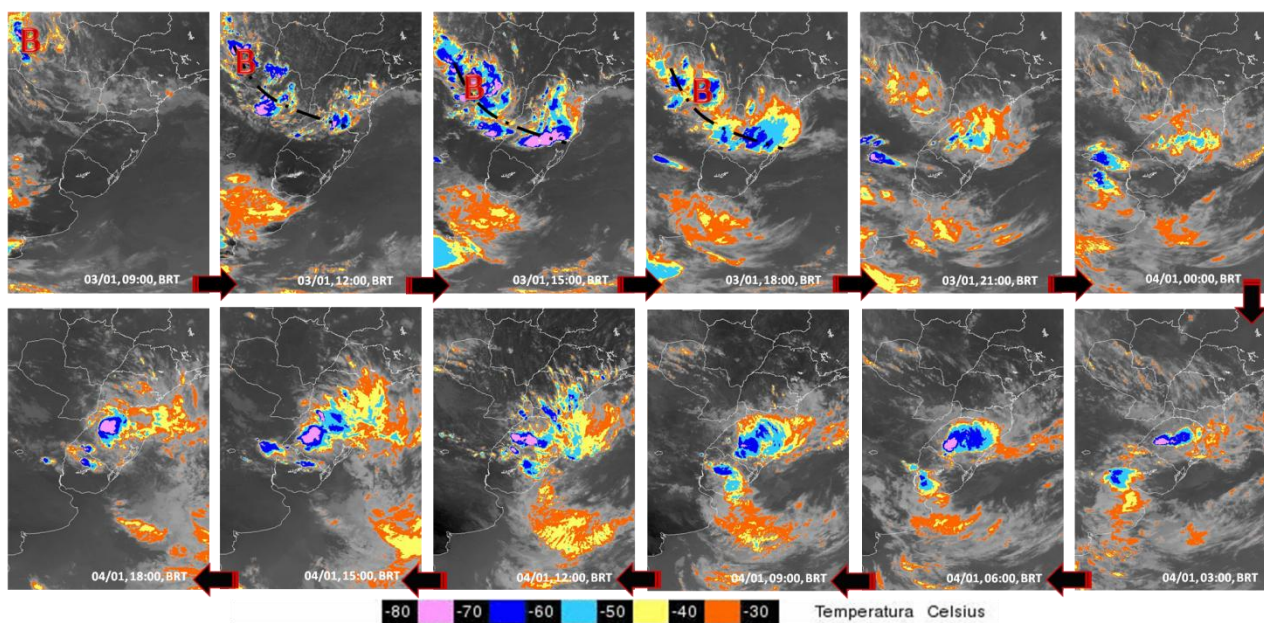 B
B
B
B
03/01, 09:00, BRT
03/01, 12:00, BRT
03/01, 15:00, BRT
03/01, 18:00, BRT
03/01, 21:00, BRT
04/01, 00:00, BRT
04/01, 18:00, BRT
04/01, 15:00, BRT
04/01, 12:00, BRT
04/01, 09:00, BRT
04/01, 06:00, BRT
04/01, 03:00, BRT
-80 -70 -60 -50 -40 -30 Temperatura Celsius